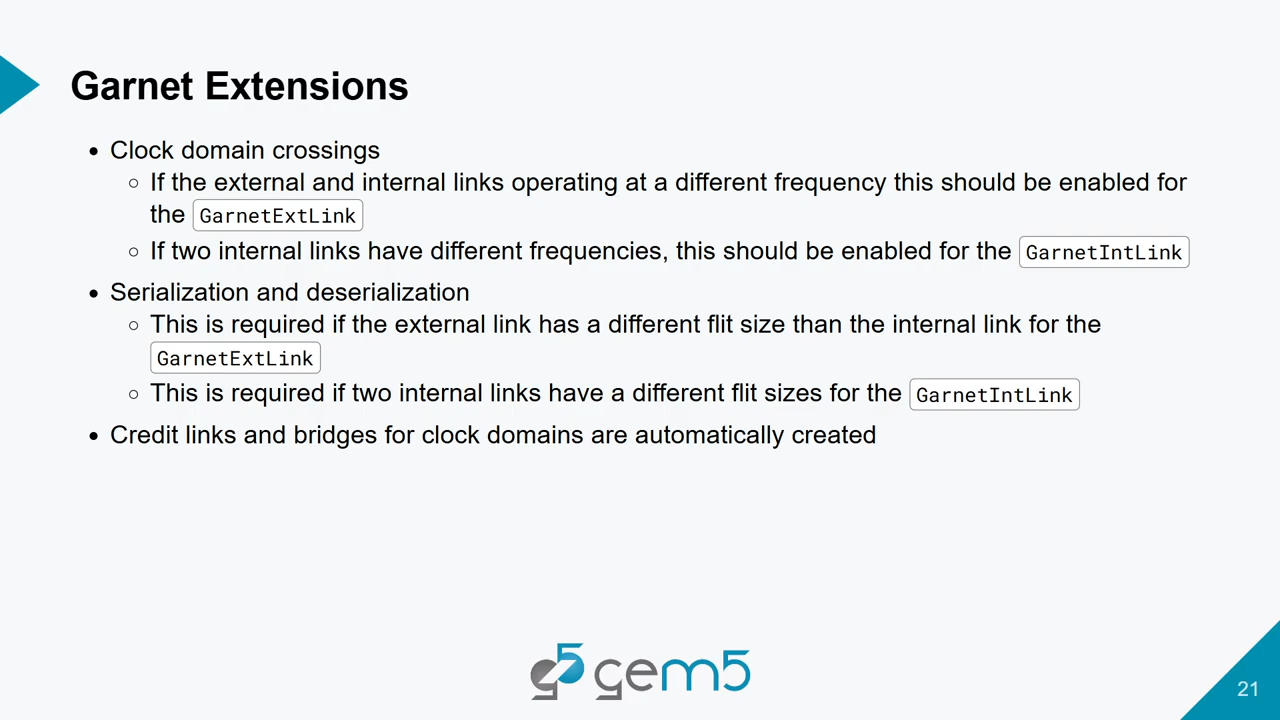 Garnet Extensions
• Clock domain crossings
○ If the external and internal links operating at a different frequency this should be enabled for
the GarnetExtLink
○ If two internal links have different frequencies, this should be enabled for the GarnetIntLink
• Serialization and deserialization
○ This is required if the external link has a different flit size than the internal link for the
GarnetExtLink
○ This is required if two internal links have a different flit sizes for the GarnetIntLink
• Credit links and bridges for clock domains are automatically created
g5 gem5
21